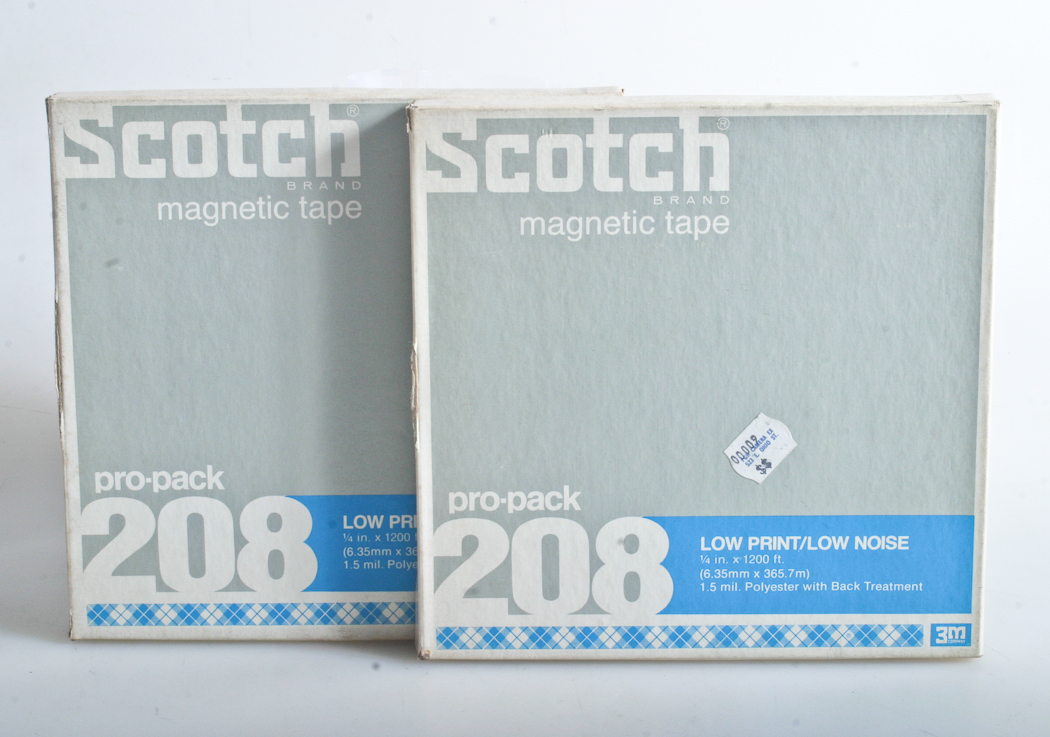 Scotch®
BRAND
magnetic tape
pro-pack
208
LOW PRI
¼ in. x 1200
(6.35mm x 36
1.5 mil. Polye
Scotch®
BRAND
magnetic tape
pro-pack
208
LOW PRINT/LOW NOISE
¼ in. x 1200 ft.
(6.35mm x 365.7m)
1.5 mil. Polyester with Back Treatment
3M